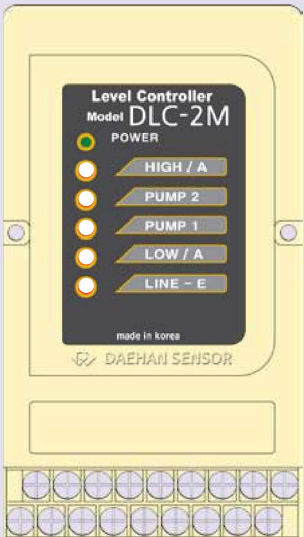 Level Controller
Model DLC-2M
POWER
HIGH / A
PUMP 2
PUMP 1
LOW / A
LINE - E
made in korea
DAEHAN SENSOR